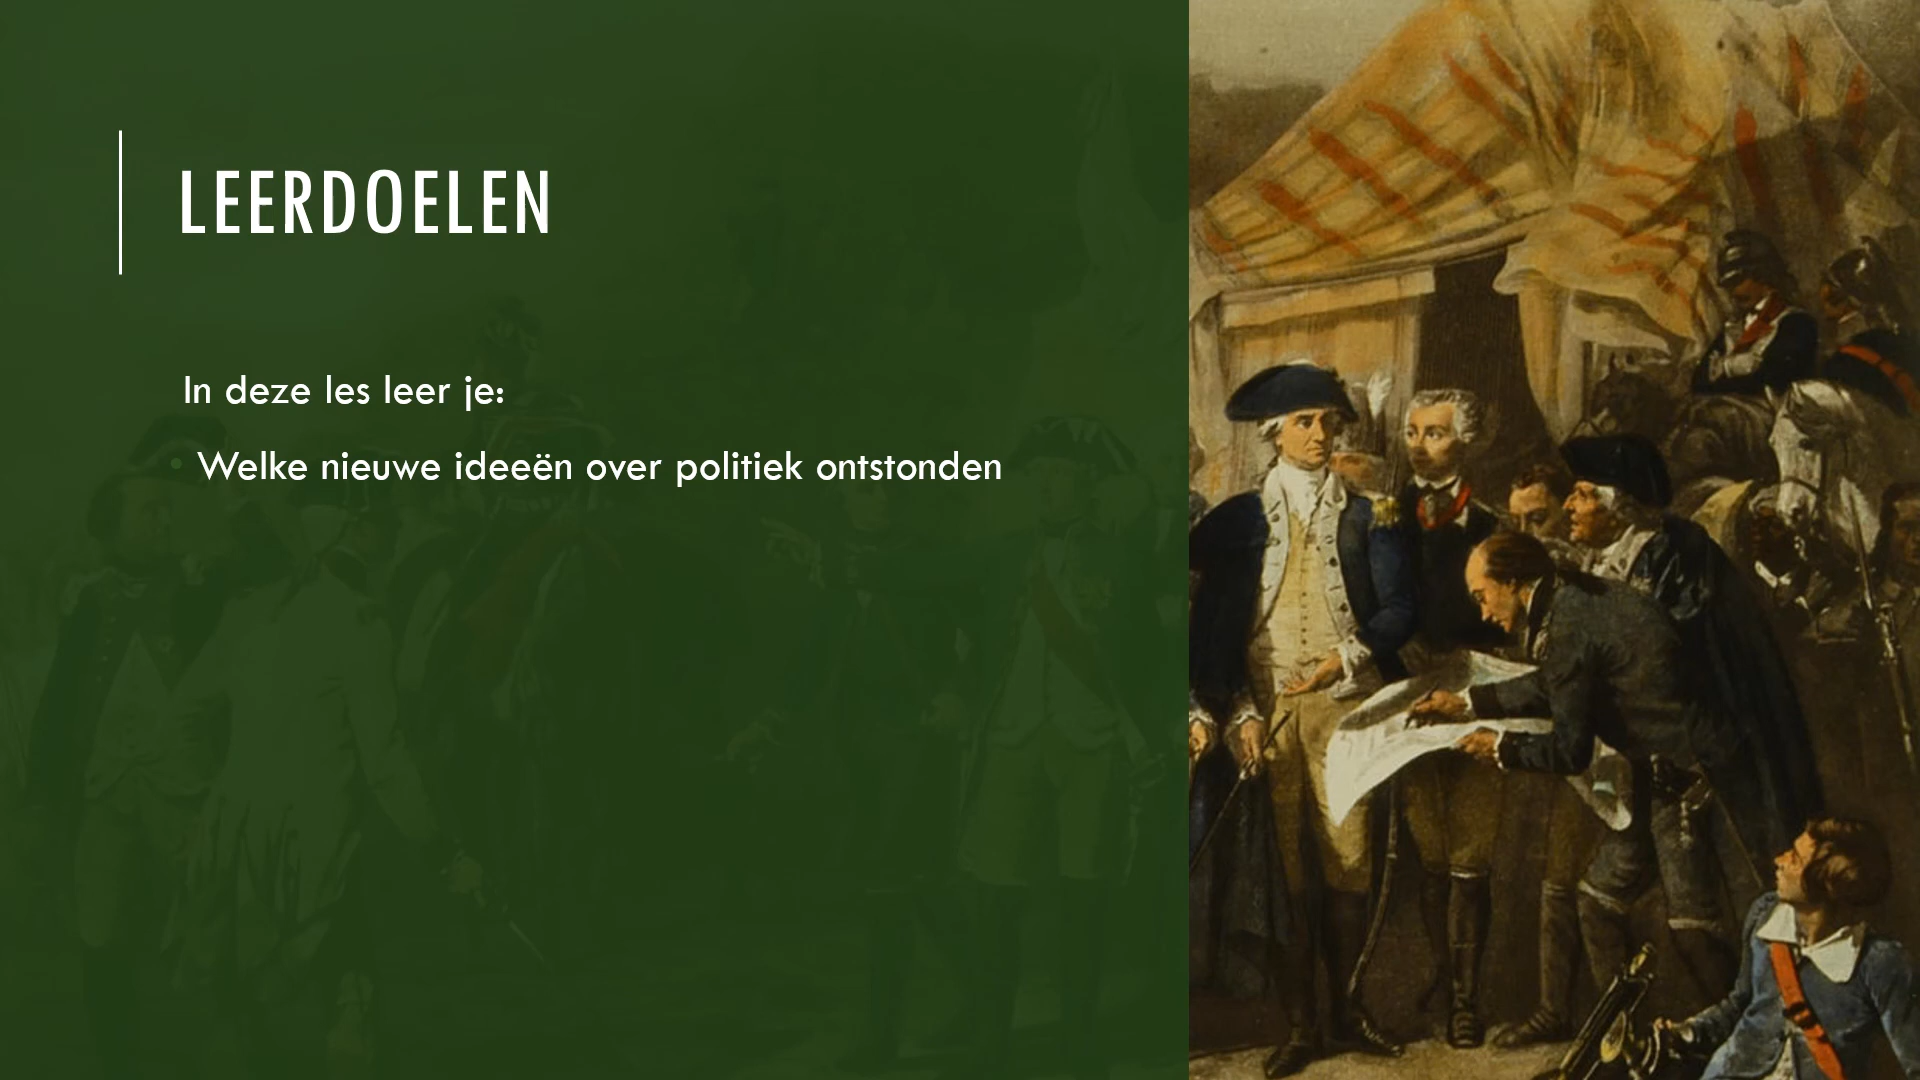 LEERDOELEN
In deze les leer je:
• Welke nieuwe ideeën over politiek ontstonden